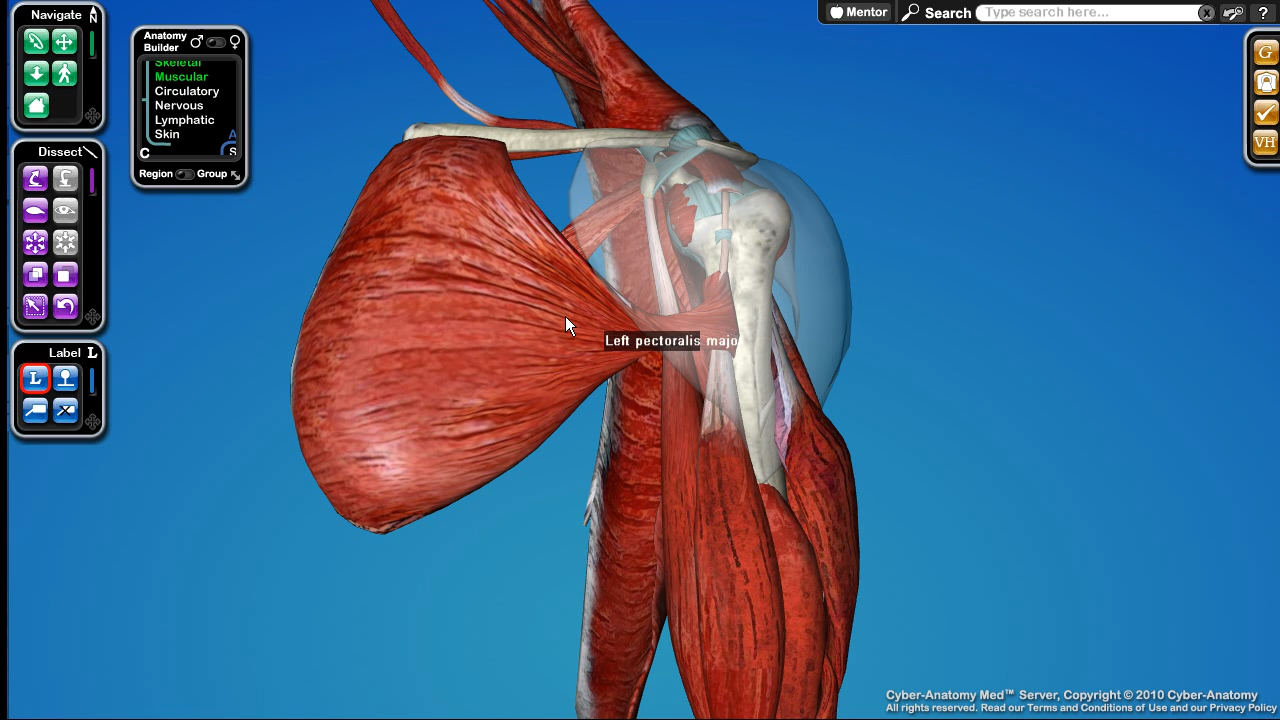 Navigate N
Anatomy
Builder
Skeletal
Muscular
Circulatory
Nervous
Lymphatic
Skin
A
C S
Region Group
Dissect
Label L
L
Mentor
Search Type search here... x ?
G
VH
Left pectoralis majo
Cyber-Anatomy Med™ Server, Copyright © 2010 Cyber-Anatomy
All rights reserved. Read our Terms and Conditions of Use and our Privacy Policy